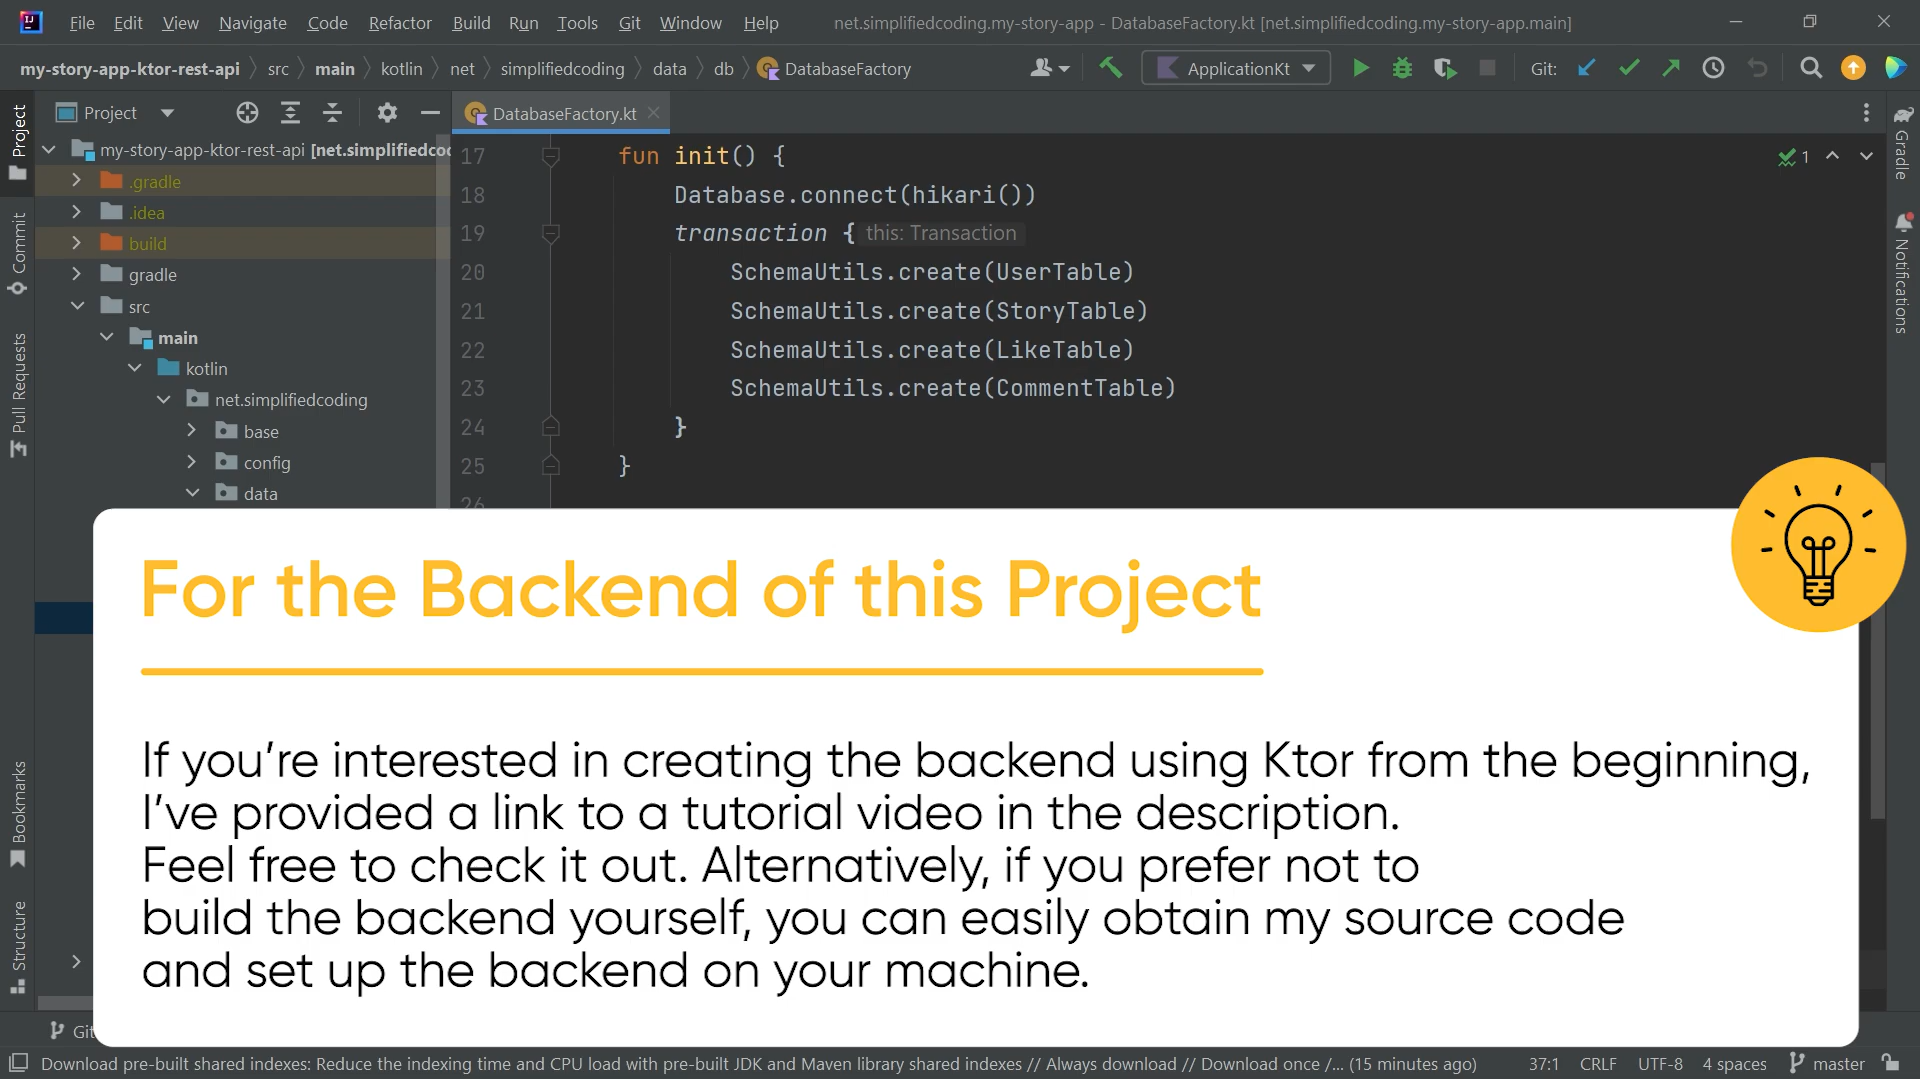 File Edit View Navigate Code Refactor Build Run Tools Git Window Help net.simplifiedcoding.my-story-app - DatabaseFactory.kt [net.simplifiedcoding.my-story-app.main]
my-story-app-ktor-rest-api src main kotlin net simplifiedcoding data db DatabaseFactory ApplicationKt Git:
Project DatabaseFactory.kt
Project
Commit
Pull Requests
Bookmarks
Structure
my-story-app-ktor-rest-api [net.simplifiedco
.gradle
.idea
build
gradle
src
main
kotlin
net.simplifiedcoding
base
config
data
17 fun init() {
18 Database.connect(hikari())
19 transaction { this: Transaction
20 SchemaUtils.create(UserTable)
21 SchemaUtils.create(StoryTable)
22 SchemaUtils.create(LikeTable)
23 SchemaUtils.create(CommentTable)
24 }
25 }
26
1
Gradle
Notifications
For the Backend of this Project
If you’re interested in creating the backend using Ktor from the beginning,
I’ve provided a link to a tutorial video in the description.
Feel free to check it out. Alternatively, if you prefer not to
build the backend yourself, you can easily obtain my source code
and set up the backend on your machine.
Git
Download pre-built shared indexes: Reduce the indexing time and CPU load with pre-built JDK and Maven library shared indexes // Always download // Download once /... (15 minutes ago) 37:1 CRLF UTF-8 4 spaces master